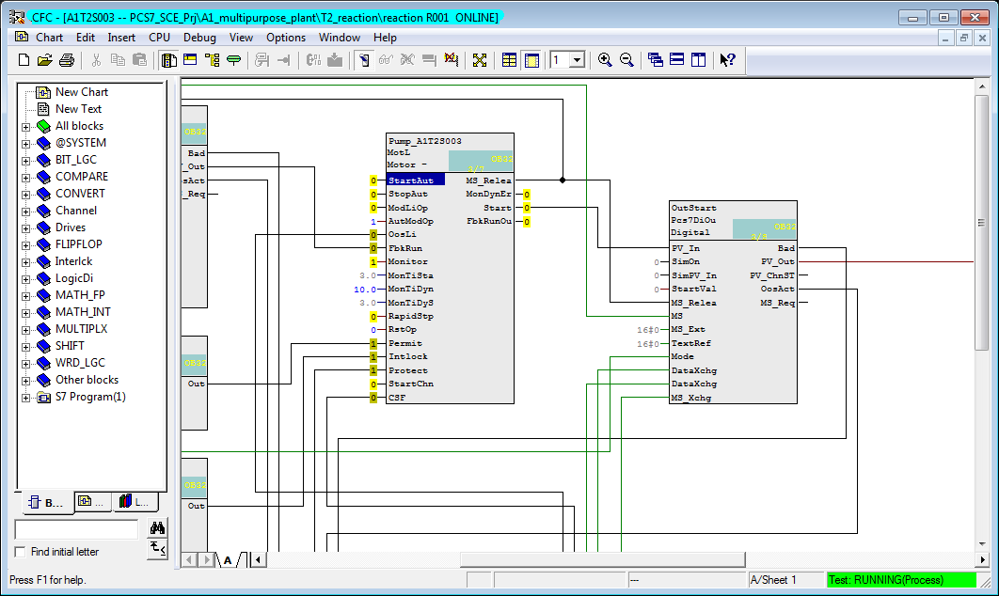 CFC - [A1T2S003 -- PCS7_SCE_Prj\A1_multipurpose_plant\T2_reaction\reaction R001 ONLINE]
Chart Edit Insert CPU Debug View Options Window Help
1
New Chart
New Text
All blocks
@SYSTEM
BIT_LGC
COMPARE
CONVERT
Channel
Drives
FLIPFLOP
Interlck
LogicDi
MATH_FP
MATH_INT
MULTIPLX
SHIFT
WRD_LGC
Other blocks
S7 Program(1)
B...
...
L...
Find initial letter
OB32
Bad
_Out
osAct
_Req
OB32
Out
OB32
Out
Pump_A1T2S003
MotL
Motor -
OB32
3/7
0 StartAut
0 StopAut
0 ModLiOp
1 AutModOp
0 OosLi
0 FbkRun
1 Monitor
3.0 MonTiSta
10.0 MonTiDyn
3.0 MonTiDyS
0 RapidStp
0 RstOp
1 Permit
1 Intlock
1 Protect
0 StartChn
0 CSF
MS_Relea
MonDynEr 0
Start 0
FbkRunOu 0
OutStart
Pcs7DiOu
Digital
OB32
3/8
PV_In
0 SimOn
0 SimPV_In
0 StartVal
MS_Relea
MS
16#0 MS_Ext
16#0 TextRef
Mode
DataXchg
DataXchg
MS_Xchg
Bad
PV_Out
PV_ChnST
OosAct
MS_Req
A
Press F1 for help.
---
A/Sheet 1
Test: RUNNING(Process)